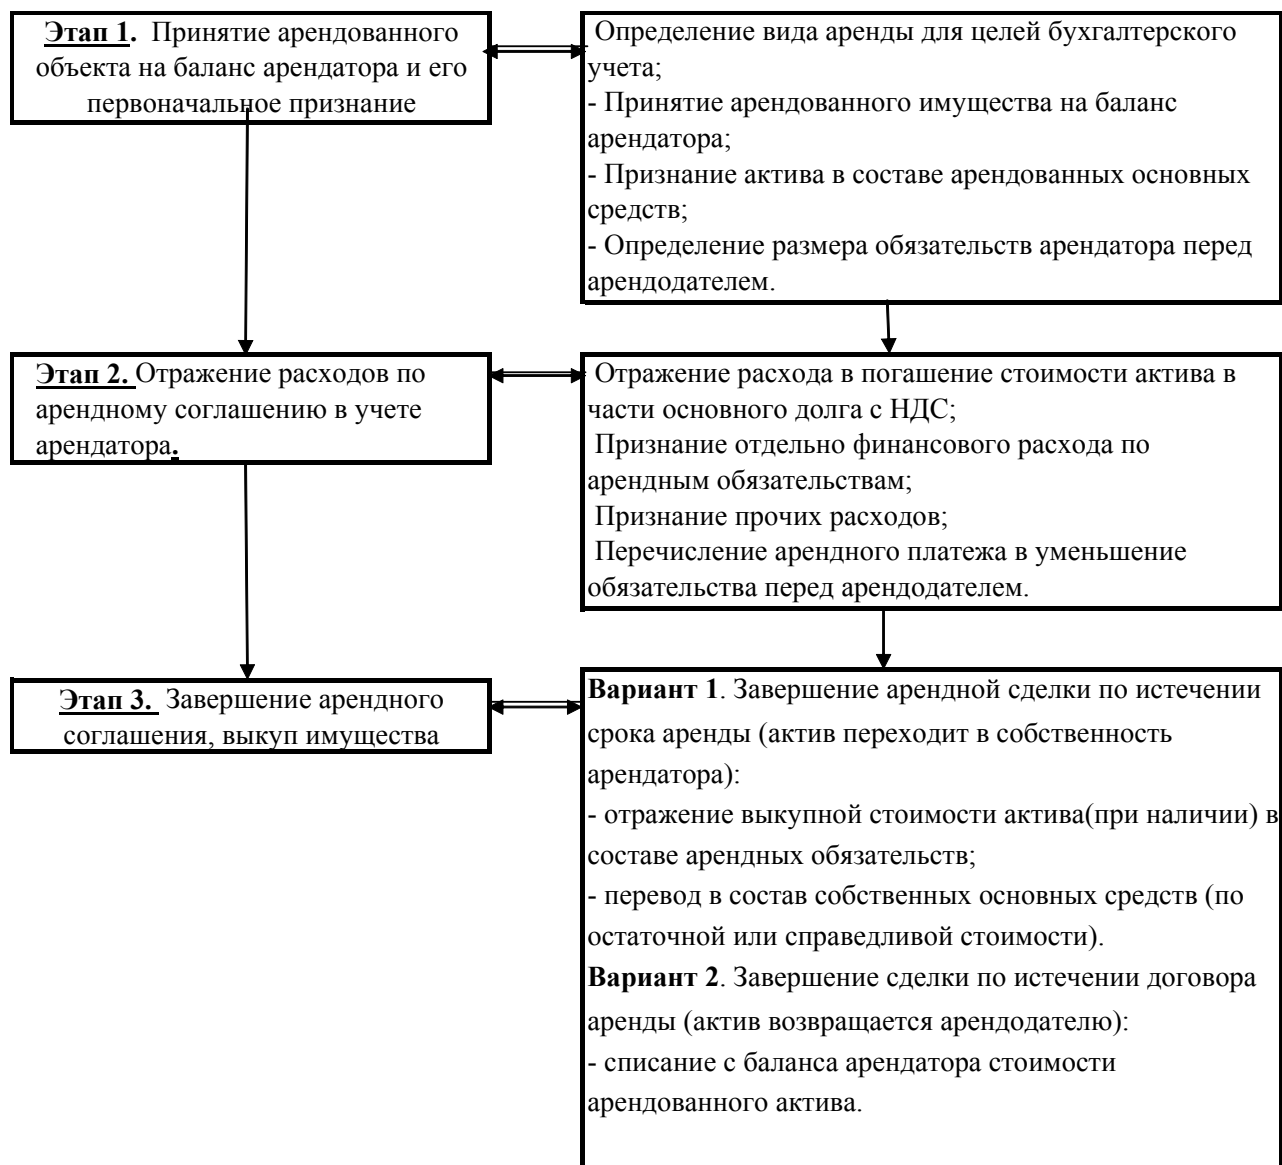 Этап 1. Принятие арендованного
объекта на баланс арендатора и его
первоначальное признание
Определение вида аренды для целей бухгалтерского
учета;
- Принятие арендованного имущества на баланс
арендатора;
- Признание актива в составе арендованных основных
средств;
- Определение размера обязательств арендатора перед
арендодателем.
Этап 2. Отражение расходов по
арендному соглашению в учете
арендатора.
Отражение расхода в погашение стоимости актива в
части основного долга с НДС;
Признание отдельно финансового расхода по
арендным обязательствам;
Признание прочих расходов;
Перечисление арендного платежа в уменьшение
обязательства перед арендодателем.
Этап 3. Завершение арендного
соглашения, выкуп имущества
Вариант 1. Завершение арендной сделки по истечении
срока аренды (актив переходит в собственность
арендатора):
- отражение выкупной стоимости актива(при наличии) в
составе арендных обязательств;
- перевод в состав собственных основных средств (по
остаточной или справедливой стоимости).
Вариант 2. Завершение сделки по истечении договора
аренды (актив возвращается арендодателю):
- списание с баланса арендатора стоимости
арендованного актива.